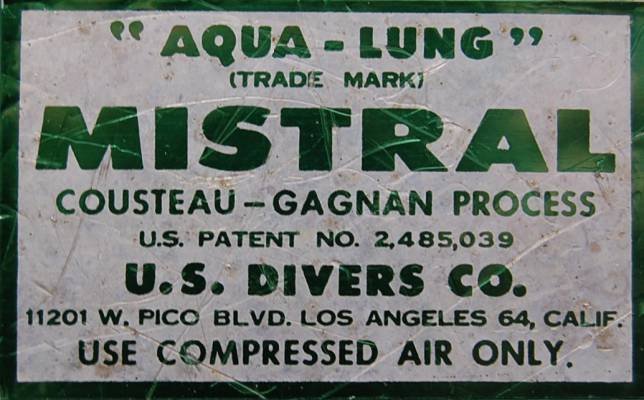 “AQUA-LUNG”
(TRADE MARK)
MISTRAL
COUSTEAU-GAGNAN PROCESS
U.S. PATENT NO. 2,485,039
U.S. DIVERS CO.
11201 W. PICO BLVD. LOS ANGELES 64, CALIF.
USE COMPRESSED AIR ONLY.